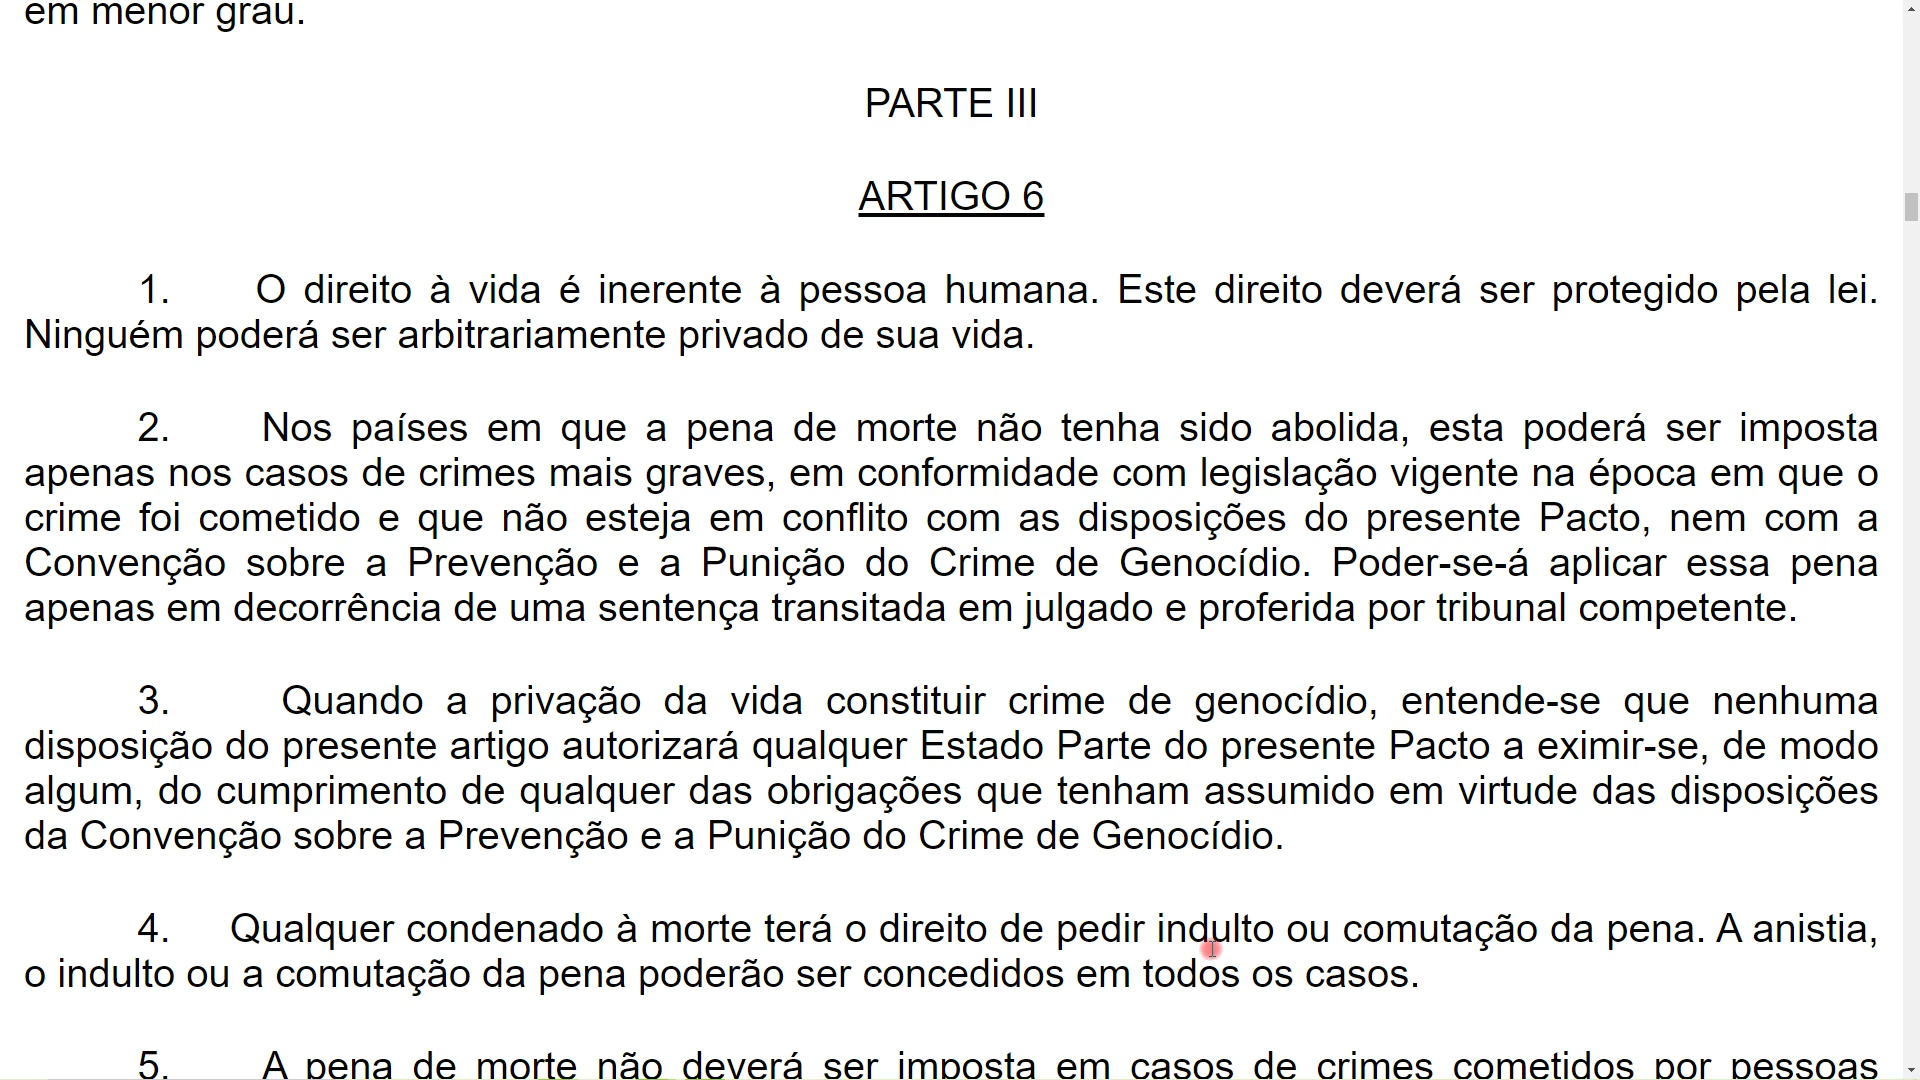 em menor grau.
PARTE III
ARTIGO 6
1. O direito à vida é inerente à pessoa humana. Este direito deverá ser protegido pela lei.
Ninguém poderá ser arbitrariamente privado de sua vida.
2. Nos países em que a pena de morte não tenha sido abolida, esta poderá ser imposta
apenas nos casos de crimes mais graves, em conformidade com legislação vigente na época em que o
crime foi cometido e que não esteja em conflito com as disposições do presente Pacto, nem com a
Convenção sobre a Prevenção e a Punição do Crime de Genocídio. Poder-se-á aplicar essa pena
apenas em decorrência de uma sentença transitada em julgado e proferida por tribunal competente.
3. Quando a privação da vida constituir crime de genocídio, entende-se que nenhuma
disposição do presente artigo autorizará qualquer Estado Parte do presente Pacto a eximir-se, de modo
algum, do cumprimento de qualquer das obrigações que tenham assumido em virtude das disposições
da Convenção sobre a Prevenção e a Punição do Crime de Genocídio.
4. Qualquer condenado à morte terá o direito de pedir indulto ou comutação da pena. A anistia,
o indulto ou a comutação da pena poderão ser concedidos em todos os casos.
5. A pena de morte não deverá ser imposta em casos de crimes cometidos por pessoas